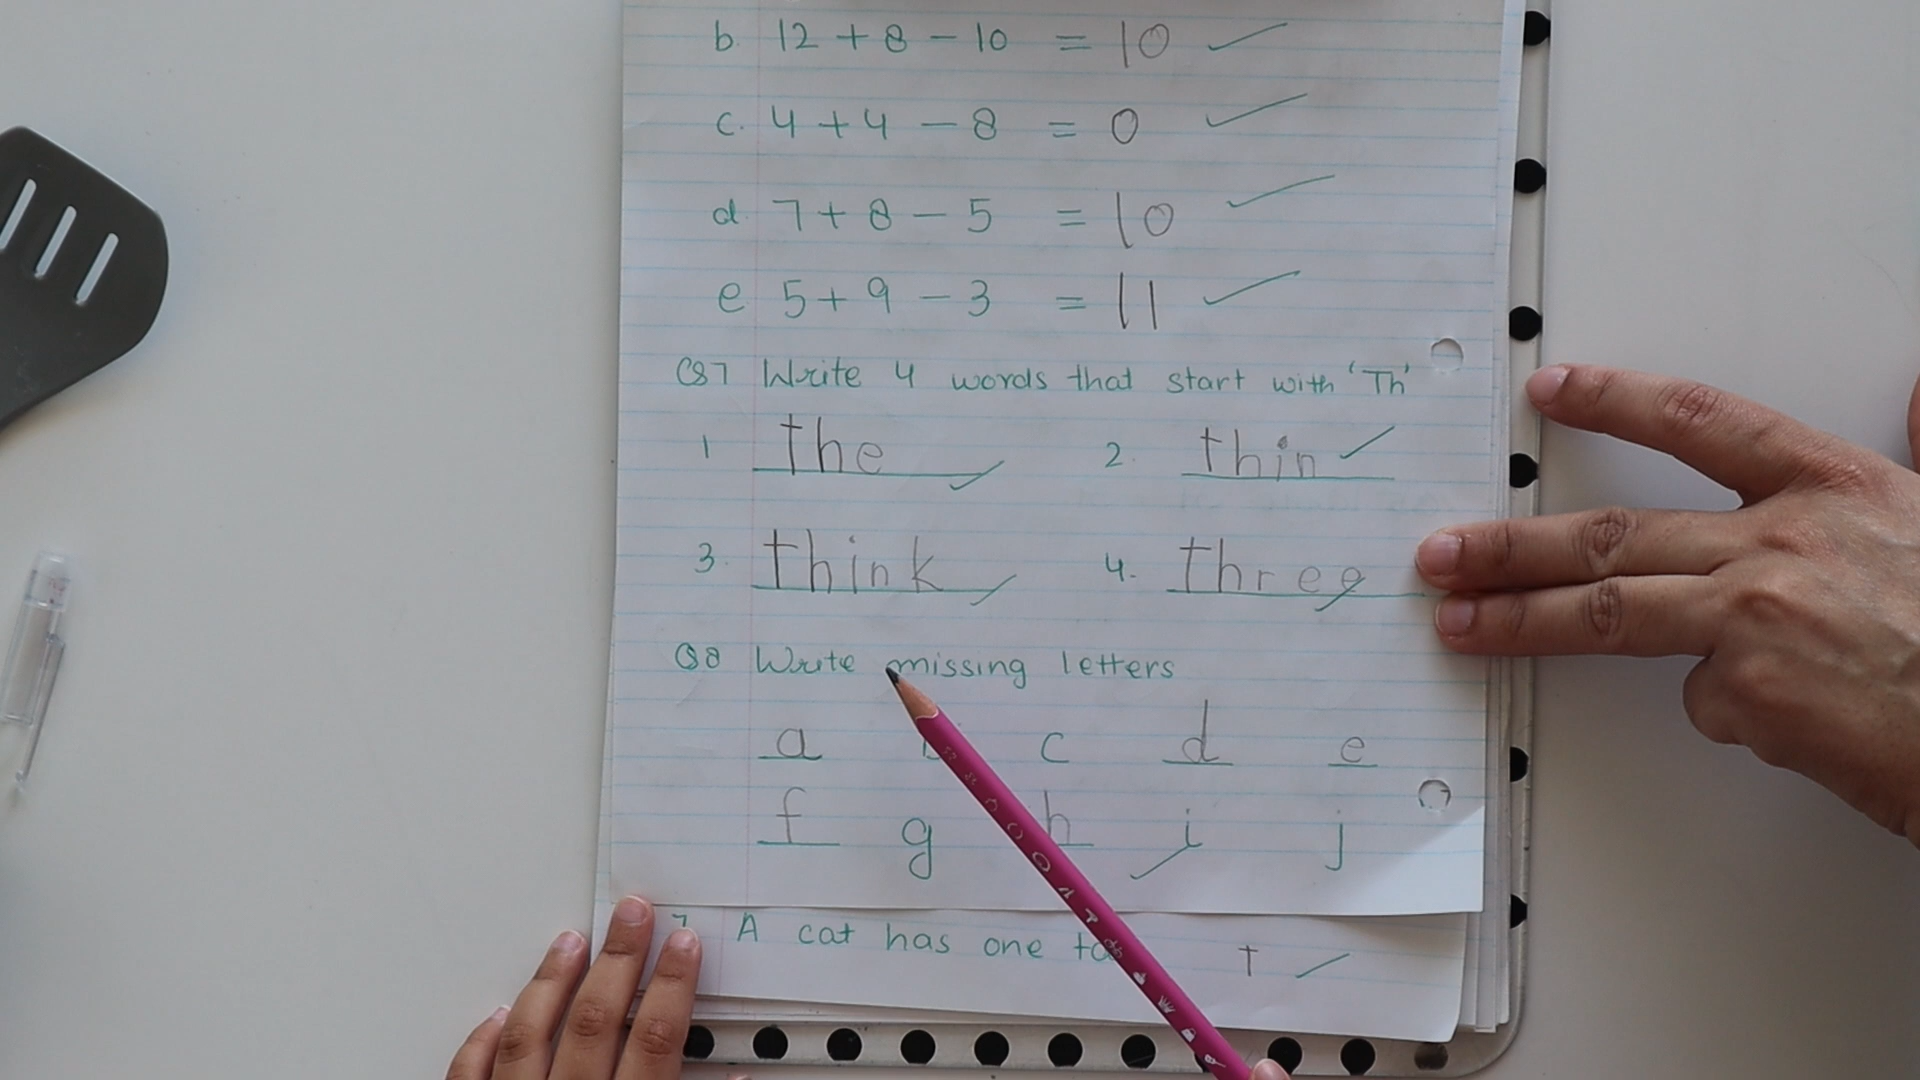 b. 12 + 8 - 10 = 10
c. 4 + 4 - 8 = 0
d. 7 + 8 - 5 = 10
e 5 + 9 - 3 = 11
Q7 Write 4 words that start with 'Th'
1 the 2. thin
3. think 4. three
Q8 Write missing letters
a c d e
f g h i j
7 A cat has one T